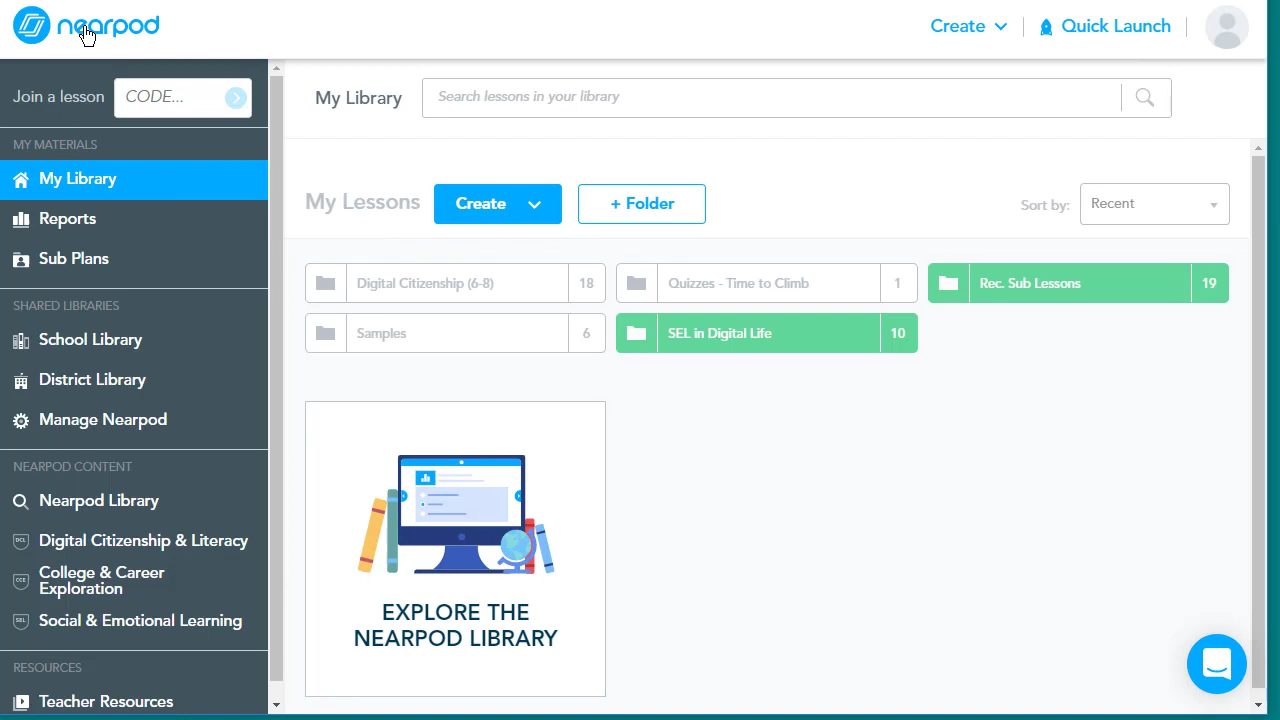 nearpod
Create
Quick Launch
Join a lesson
CODE...
MY MATERIALS
My Library
Reports
Sub Plans
SHARED LIBRARIES
School Library
District Library
Manage Nearpod
NEARPOD CONTENT
Nearpod Library
DCL
Digital Citizenship & Literacy
CCE
College & Career
Exploration
SEL
Social & Emotional Learning
RESOURCES
Teacher Resources
My Library
Search lessons in your library
My Lessons
Create
+ Folder
Sort by:
Recent
Digital Citizenship (6-8) 18
Quizzes - Time to Climb 1
Rec. Sub Lessons 19
Samples 6
SEL in Digital Life 10
EXPLORE THE
NEARPOD LIBRARY